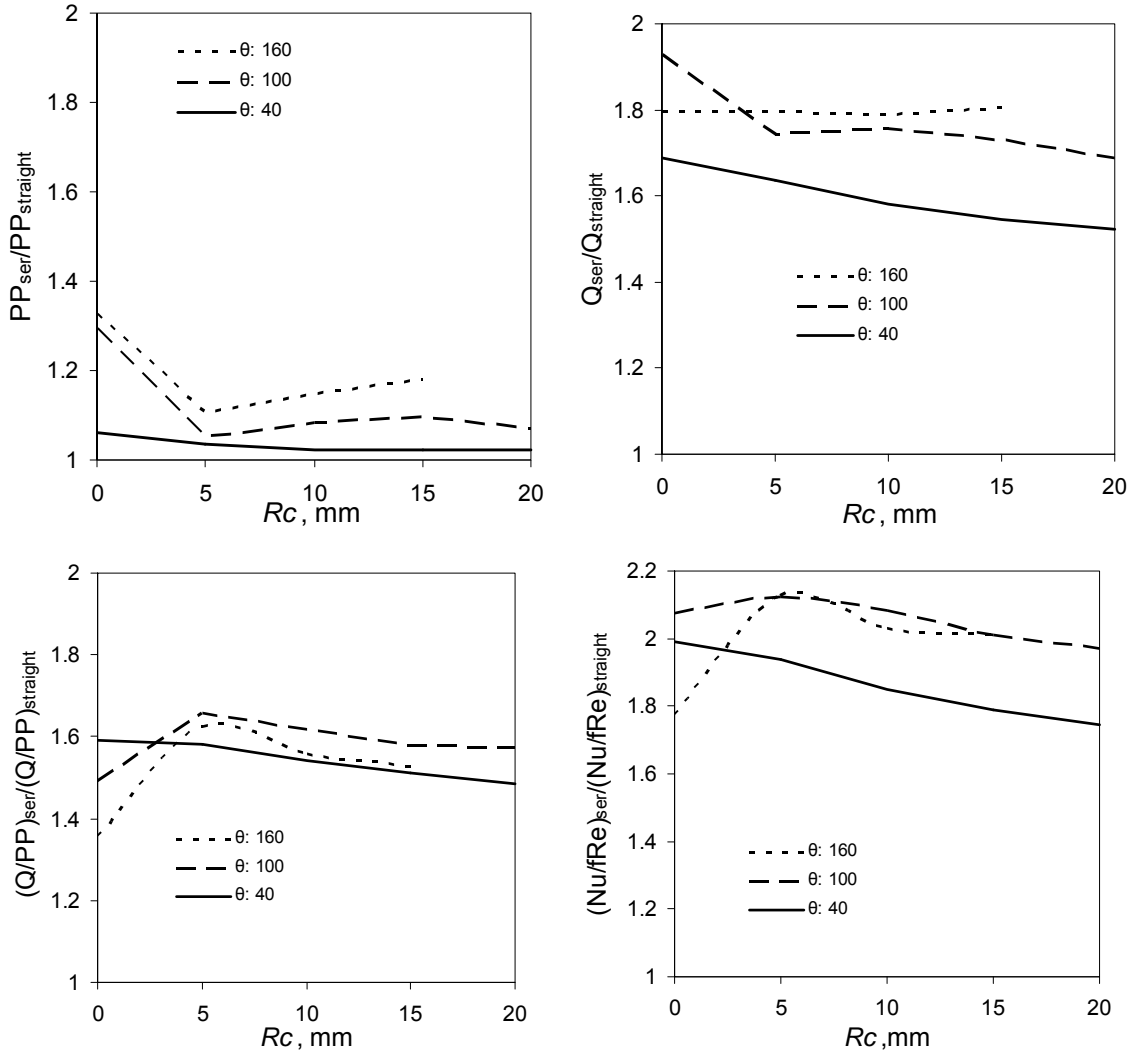 2
1.8
1.6
1.4
1.2
1
PPser/PPstraight
θ: 160
θ: 100
θ: 40
0 5 10 15 20
Rc, mm
2
1.8
1.6
1.4
1.2
1
Qser/Qstraight
θ: 160
θ: 100
θ: 40
0 5 10 15 20
Rc, mm
2
1.8
1.6
1.4
1.2
1
(Q/PP)ser/(Q/PP)straight
θ: 160
θ: 100
θ: 40
0 5 10 15 20
Rc, mm
2.2
2
1.8
1.6
1.4
1.2
1
(Nu/fRe)ser/(Nu/fRe)straight
θ: 160
θ: 100
θ: 40
0 5 10 15 20
Rc,mm